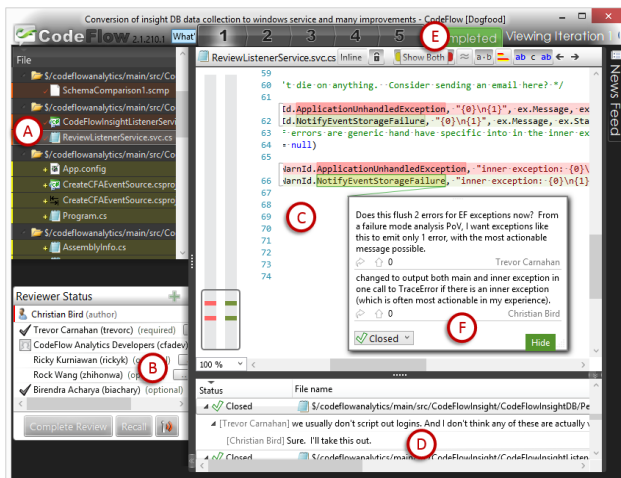 Conversion of insight DB data collection to windows service and many improvements - CodeFlow [Dogfood]
CodeFlow 2.1.210.1 What'
1 2 3 4 5 E mpleted Viewing Iteration 1
File
$/codeflowanalytics/main/src/Co
SchemaComparison1.scmp
$/codeflowanalytics/main/src/Co
CodeFlowInsightListenerServi
A
ReviewListenerService.svc.cs
$/codeflowanalytics/main/src/Co
App.config
CreateCFAEventSource.csproj
CreateCFAEventSource.cs
Program.cs
$/codeflowanalytics/main/src/Co
AssemblyInfo.cs
Reviewer Status
Christian Bird (author)
Trevor Carnahan (trevorc) (required)
CodeFlow Analytics Developers (cfadev)
Ricky Kurniawan (rickyk)
B
Rock Wang (zhihonwa)
Birendra Acharya (biachary) (optional)
Complete Review Recall
ReviewListenerService.svc.cs Inline Show Both a-b ab c ab
59
60 't die on anything. Consider sending an email here? */
61
Id.ApplicationUnhandledException, "{0}\n{1}", ex.Message, ex
62 Id.NotifyEventStorageFailure, "{0}\n{1}", ex.Message, ex.Sta
63 errors are generic hand have specific into in the inner ex
64 = null)
65
WarnId.ApplicationUnhandledException, "inner exception: {0}\
66 WarnId.NotifyEventStorageFailure, "inner exception: {0}\n{1}
67
68
69
70
71
72
73
74
C
Does this flush 2 errors for EF exceptions now? From
a failure mode analysis PoV, I want exceptions like
this to emit only 1 error, with the most actionable
message possible.
0 Trevor Carnahan
changed to output both main and inner exception in
one call to TraceError if there is an inner exception
(which is often most actionable in my experience).
0 Christian Bird
F
Closed Hide
100 %
Status File name
Closed $/codeflowanalytics/main/src/CodeFlowInsight/CodeFlowInsightDB/Pe
[Trevor Carnahan] we usually don't script out logins. And I don't think any of these are actually v
[Christian Bird] Sure. I'll take this out.
D
Closed $/codeflowanalytics/main/src/CodeFlowInsight/CodeFlowInsightListen
News Feed